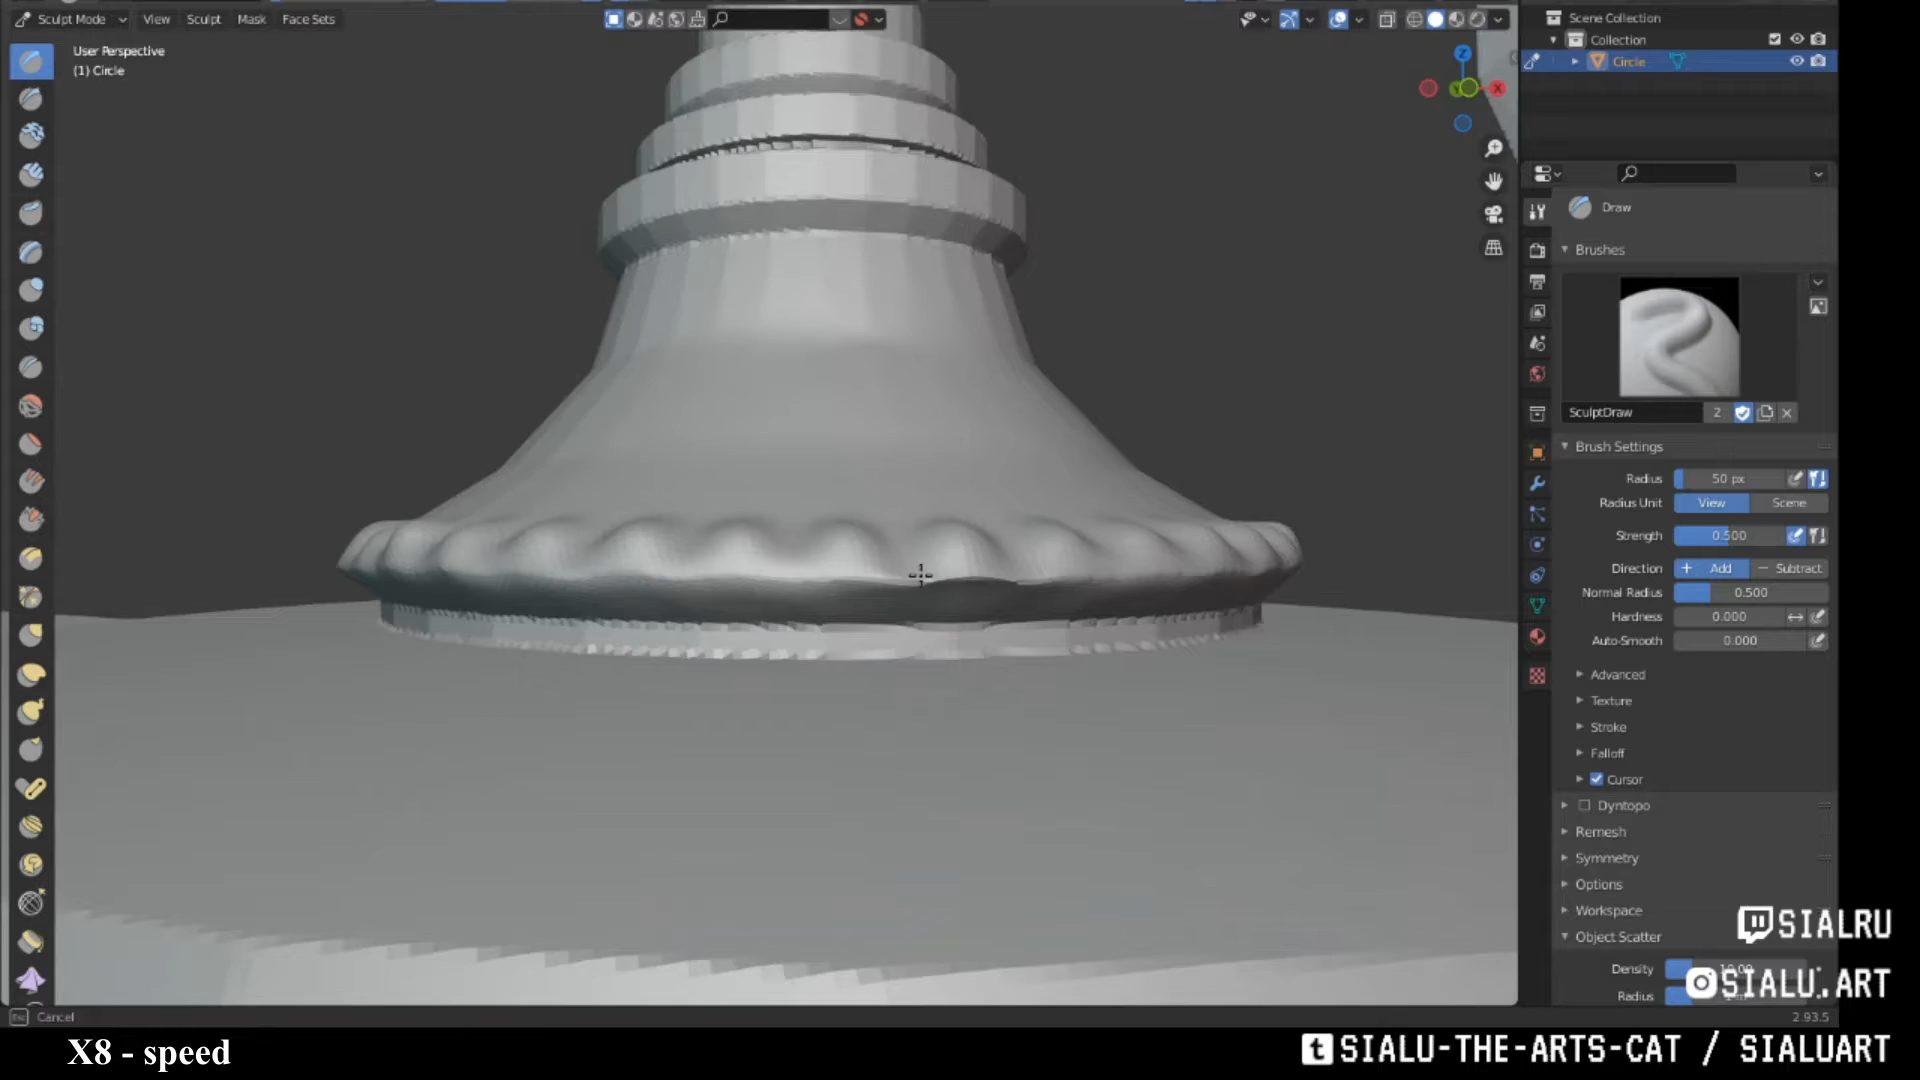 Sculpt Mode View Sculpt Mask Face Sets
User Perspective
(1) Circle
Scene Collection
Collection
Circle
Z
X
Draw
Brushes
SculptDraw 2
Brush Settings
Radius 50 px
Radius Unit View Scene
Strength 0.500
Direction + Add − Subtract
Normal Radius 0.500
Hardness 0.000
Auto-Smooth 0.000
Advanced
Texture
Stroke
Falloff
Cursor
Dyntopo
Remesh
Symmetry
Options
Workspace
SIALRU
Object Scatter
Density 10.00
SIALU.ART
Radius
Esc Cancel
2.93.5
X8 - speed
t SIALU-THE-ARTS-CAT / SIALUART